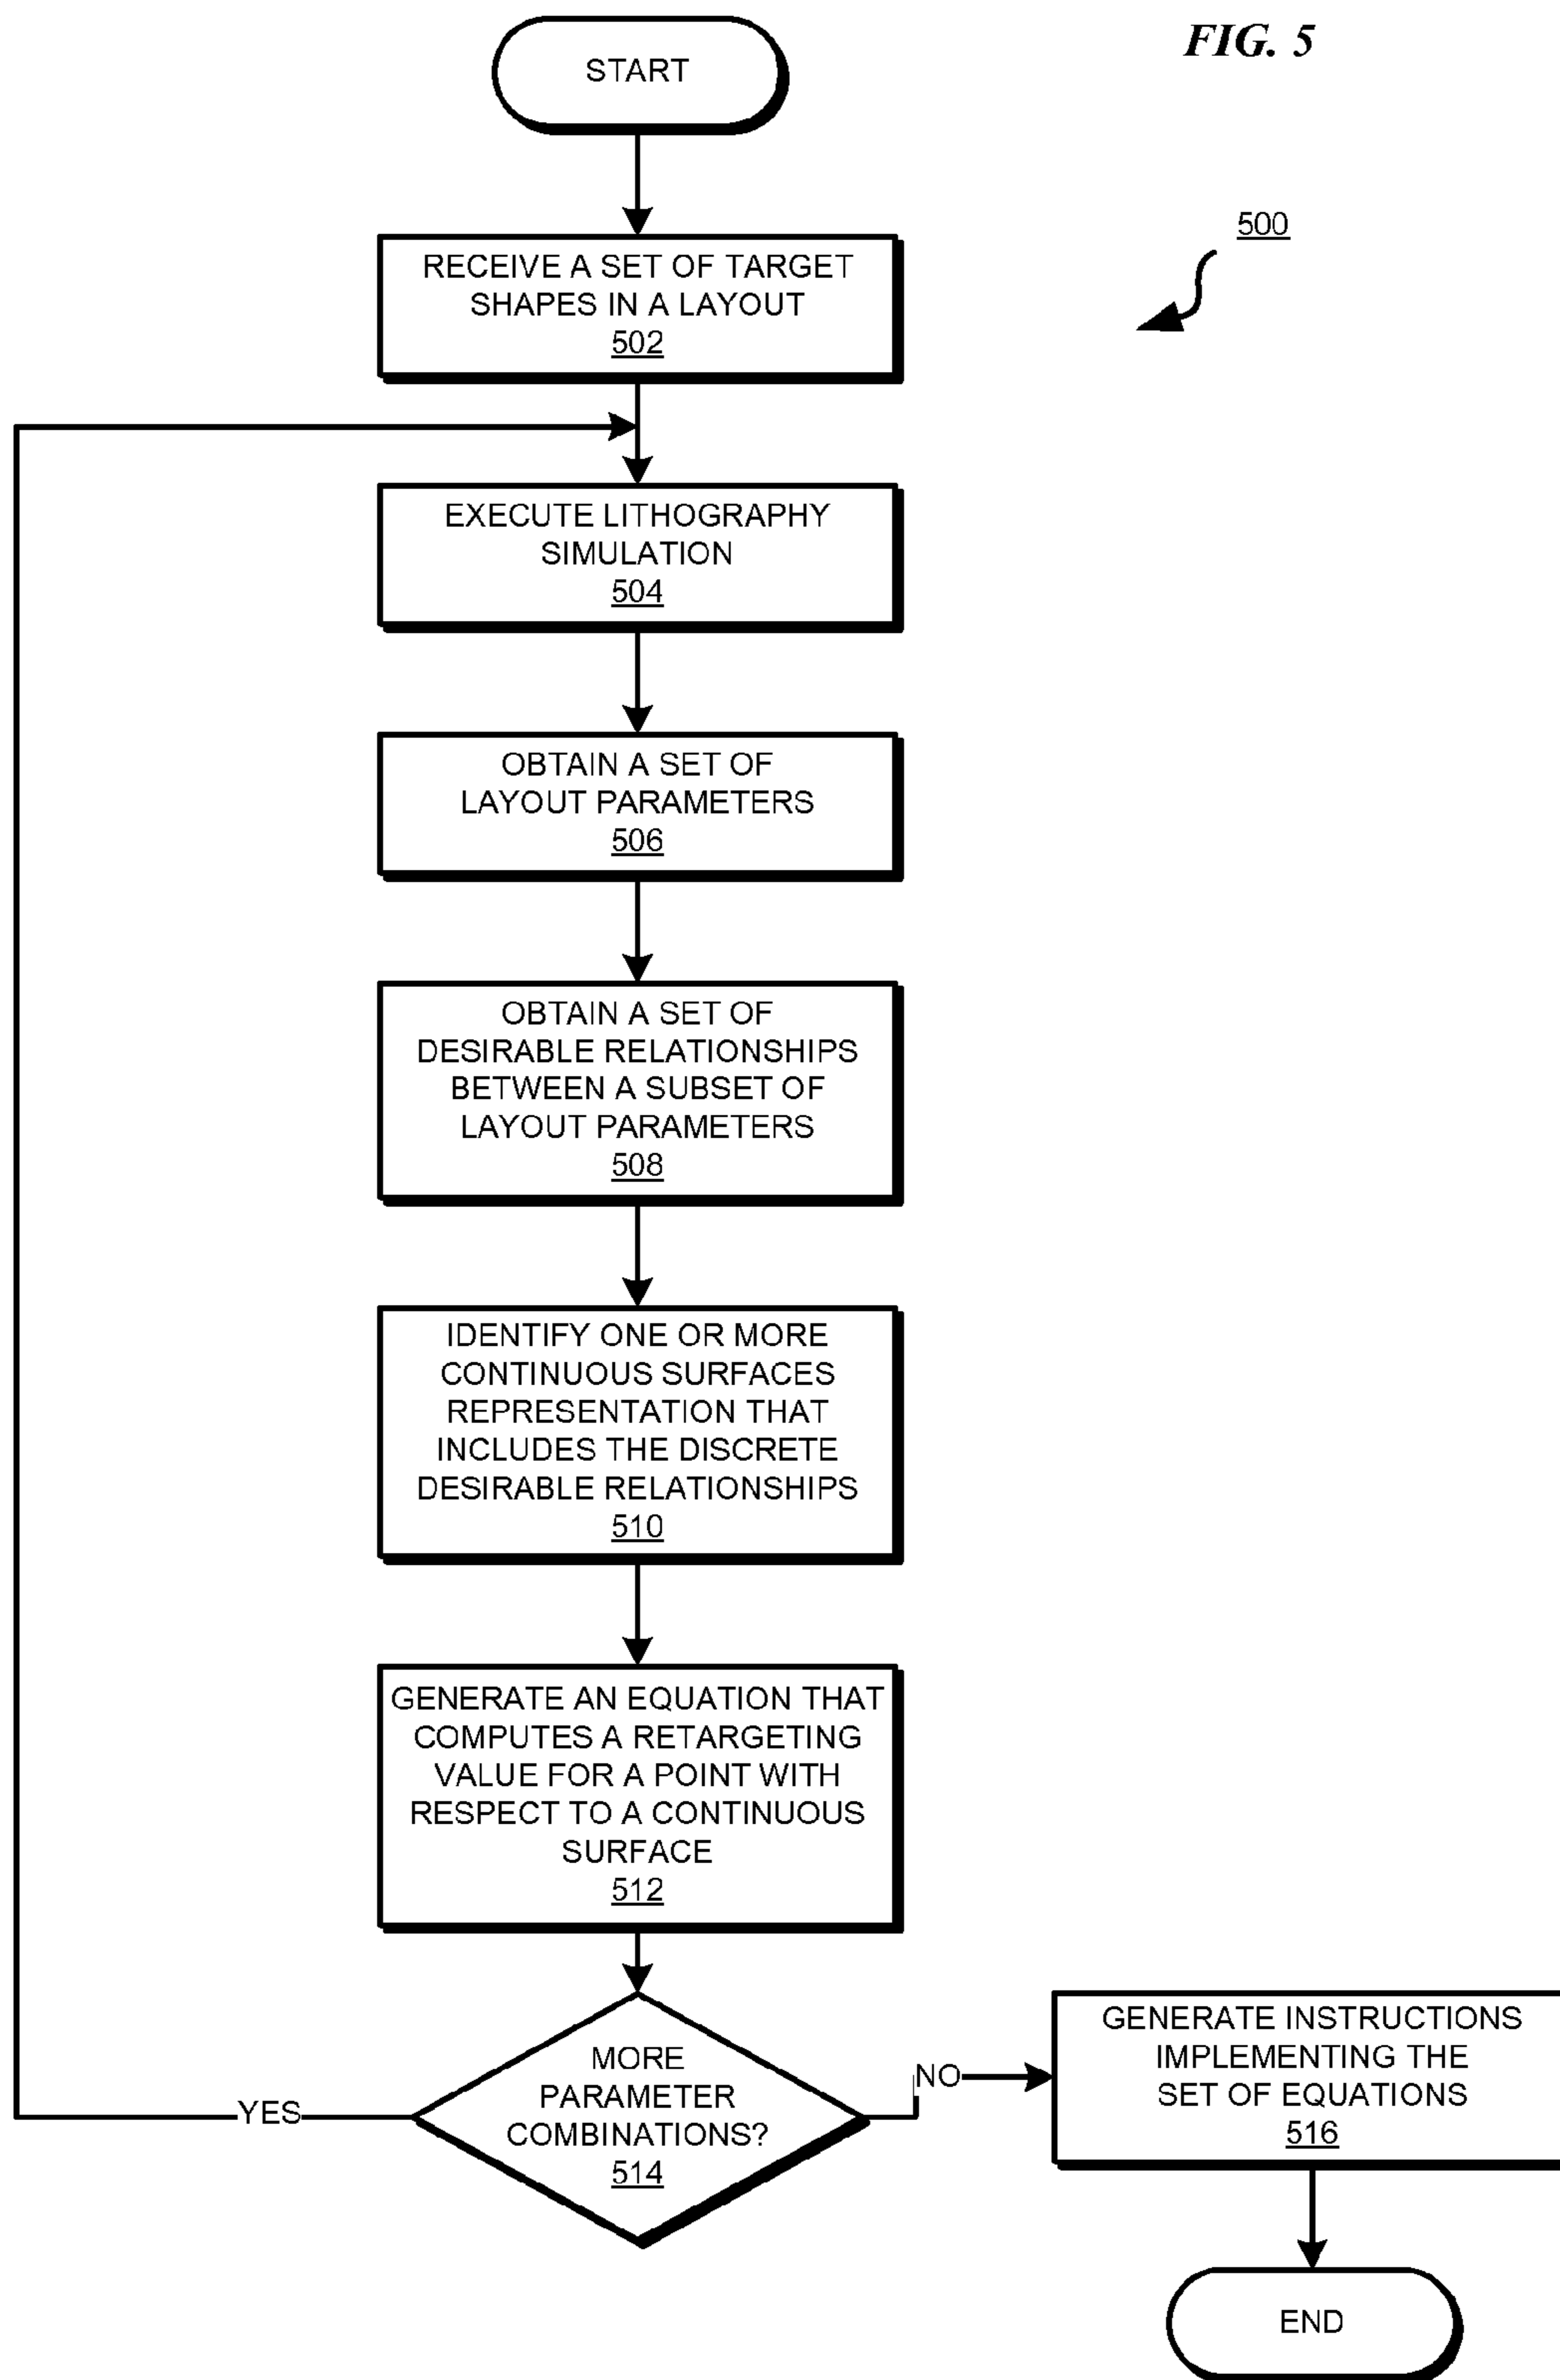 FIG. 5
START
500
RECEIVE A SET OF TARGET
SHAPES IN A LAYOUT
502
EXECUTE LITHOGRAPHY
SIMULATION
504
OBTAIN A SET OF
LAYOUT PARAMETERS
506
OBTAIN A SET OF
DESIRABLE RELATIONSHIPS
BETWEEN A SUBSET OF
LAYOUT PARAMETERS
508
IDENTIFY ONE OR MORE
CONTINUOUS SURFACES
REPRESENTATION THAT
INCLUDES THE DISCRETE
DESIRABLE RELATIONSHIPS
510
GENERATE AN EQUATION THAT
COMPUTES A RETARGETING
VALUE FOR A POINT WITH
RESPECT TO A CONTINUOUS
SURFACE
512
MORE
PARAMETER
COMBINATIONS?
514
YES
NO
GENERATE INSTRUCTIONS
IMPLEMENTING THE
SET OF EQUATIONS
516
END